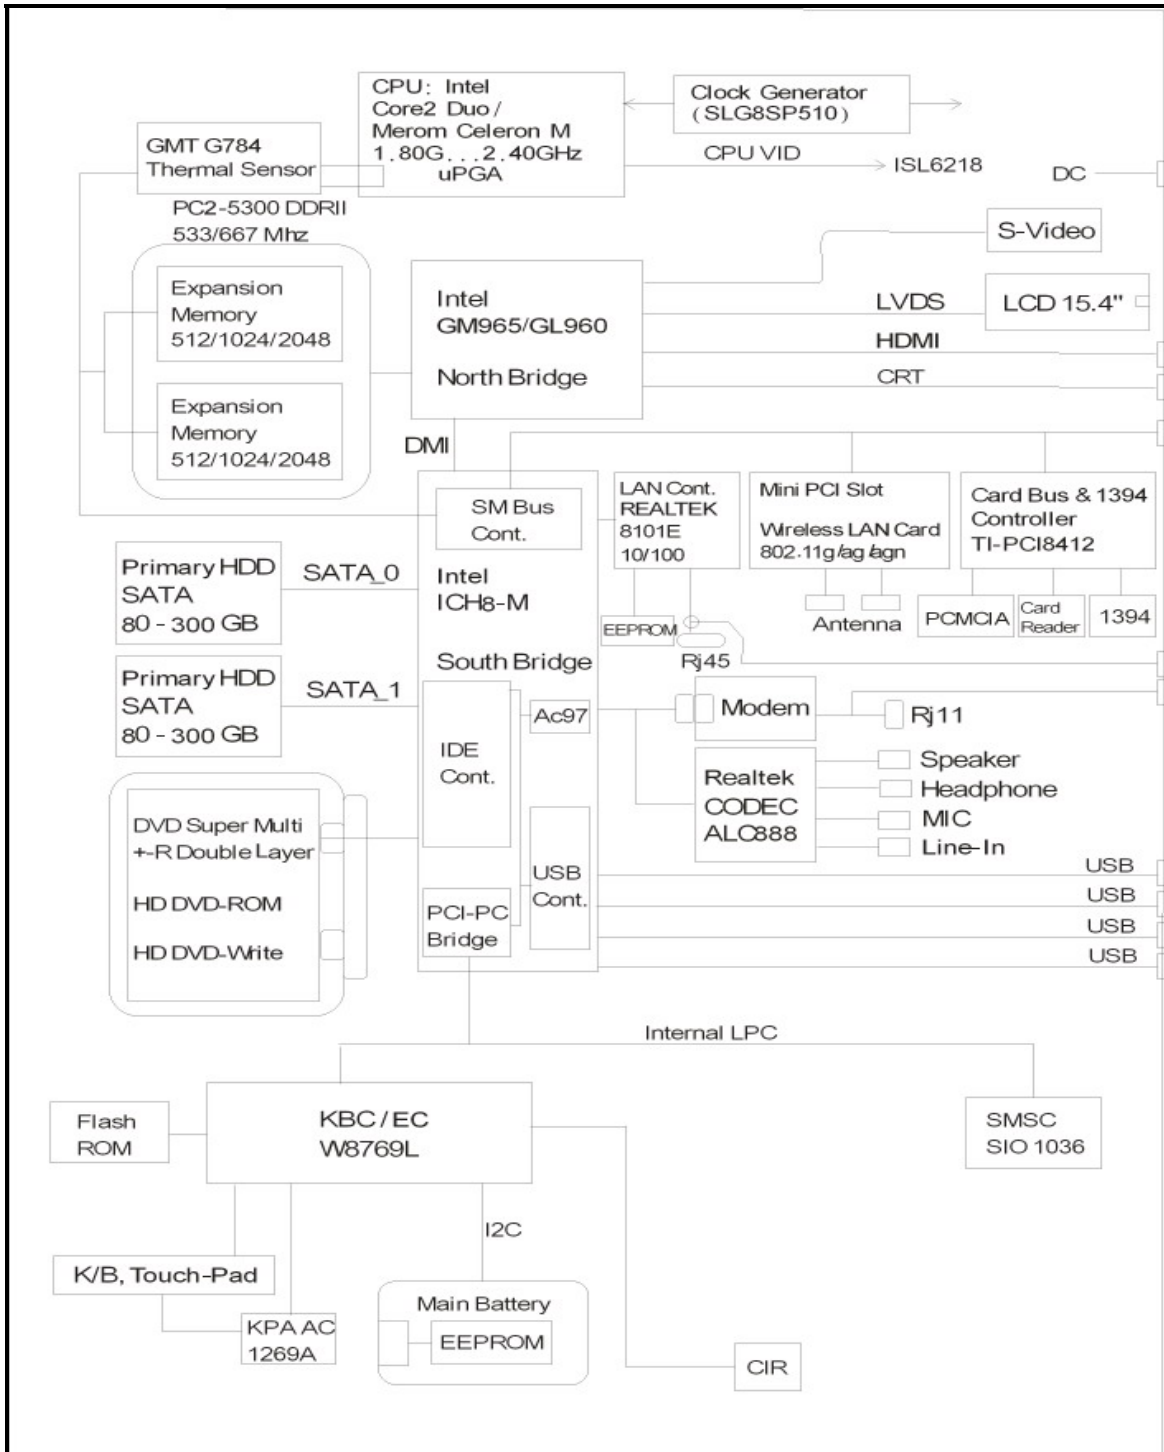 CPU: Intel
Core2 Duo /
Merom Celeron M
1.80G...2.40GHz
uPGA
Clock Generator
(SLG8SP510)
GMT G784
Thermal Sensor
CPU VID
ISL6218
DC
PC2-5300 DDRII
533/667 Mhz
S-Video
Expansion
Memory
512/1024/2048
Intel
GM965/GL960
North Bridge
LVDS
LCD 15.4"
HDMI
CRT
Expansion
Memory
512/1024/2048
DMI
SM Bus
Cont.
LAN Cont.
REALTEK
8101E
10/100
Mini PCI Slot
Wireless LAN Card
802.11g/ag/agn
Card Bus & 1394
Controller
TI-PCI8412
Primary HDD
SATA
80 - 300 GB
SATA_0
Intel
ICH8-M
South Bridge
EEPROM
Rj45
Antenna
PCMCIA
Card
Reader
1394
Primary HDD
SATA
80 - 300 GB
SATA_1
Ac97
Modem
Rj11
IDE
Cont.
Realtek
CODEC
ALC888
Speaker
Headphone
MIC
Line-In
DVD Super Multi
+-R Double Layer
HD DVD-ROM
HD DVD-Write
USB
Cont.
PCI-PC
Bridge
USB
USB
USB
USB
Internal LPC
Flash
ROM
KBC/EC
W8769L
SMSC
SIO 1036
I2C
K/B, Touch-Pad
KPA AC
1269A
Main Battery
EEPROM
CIR